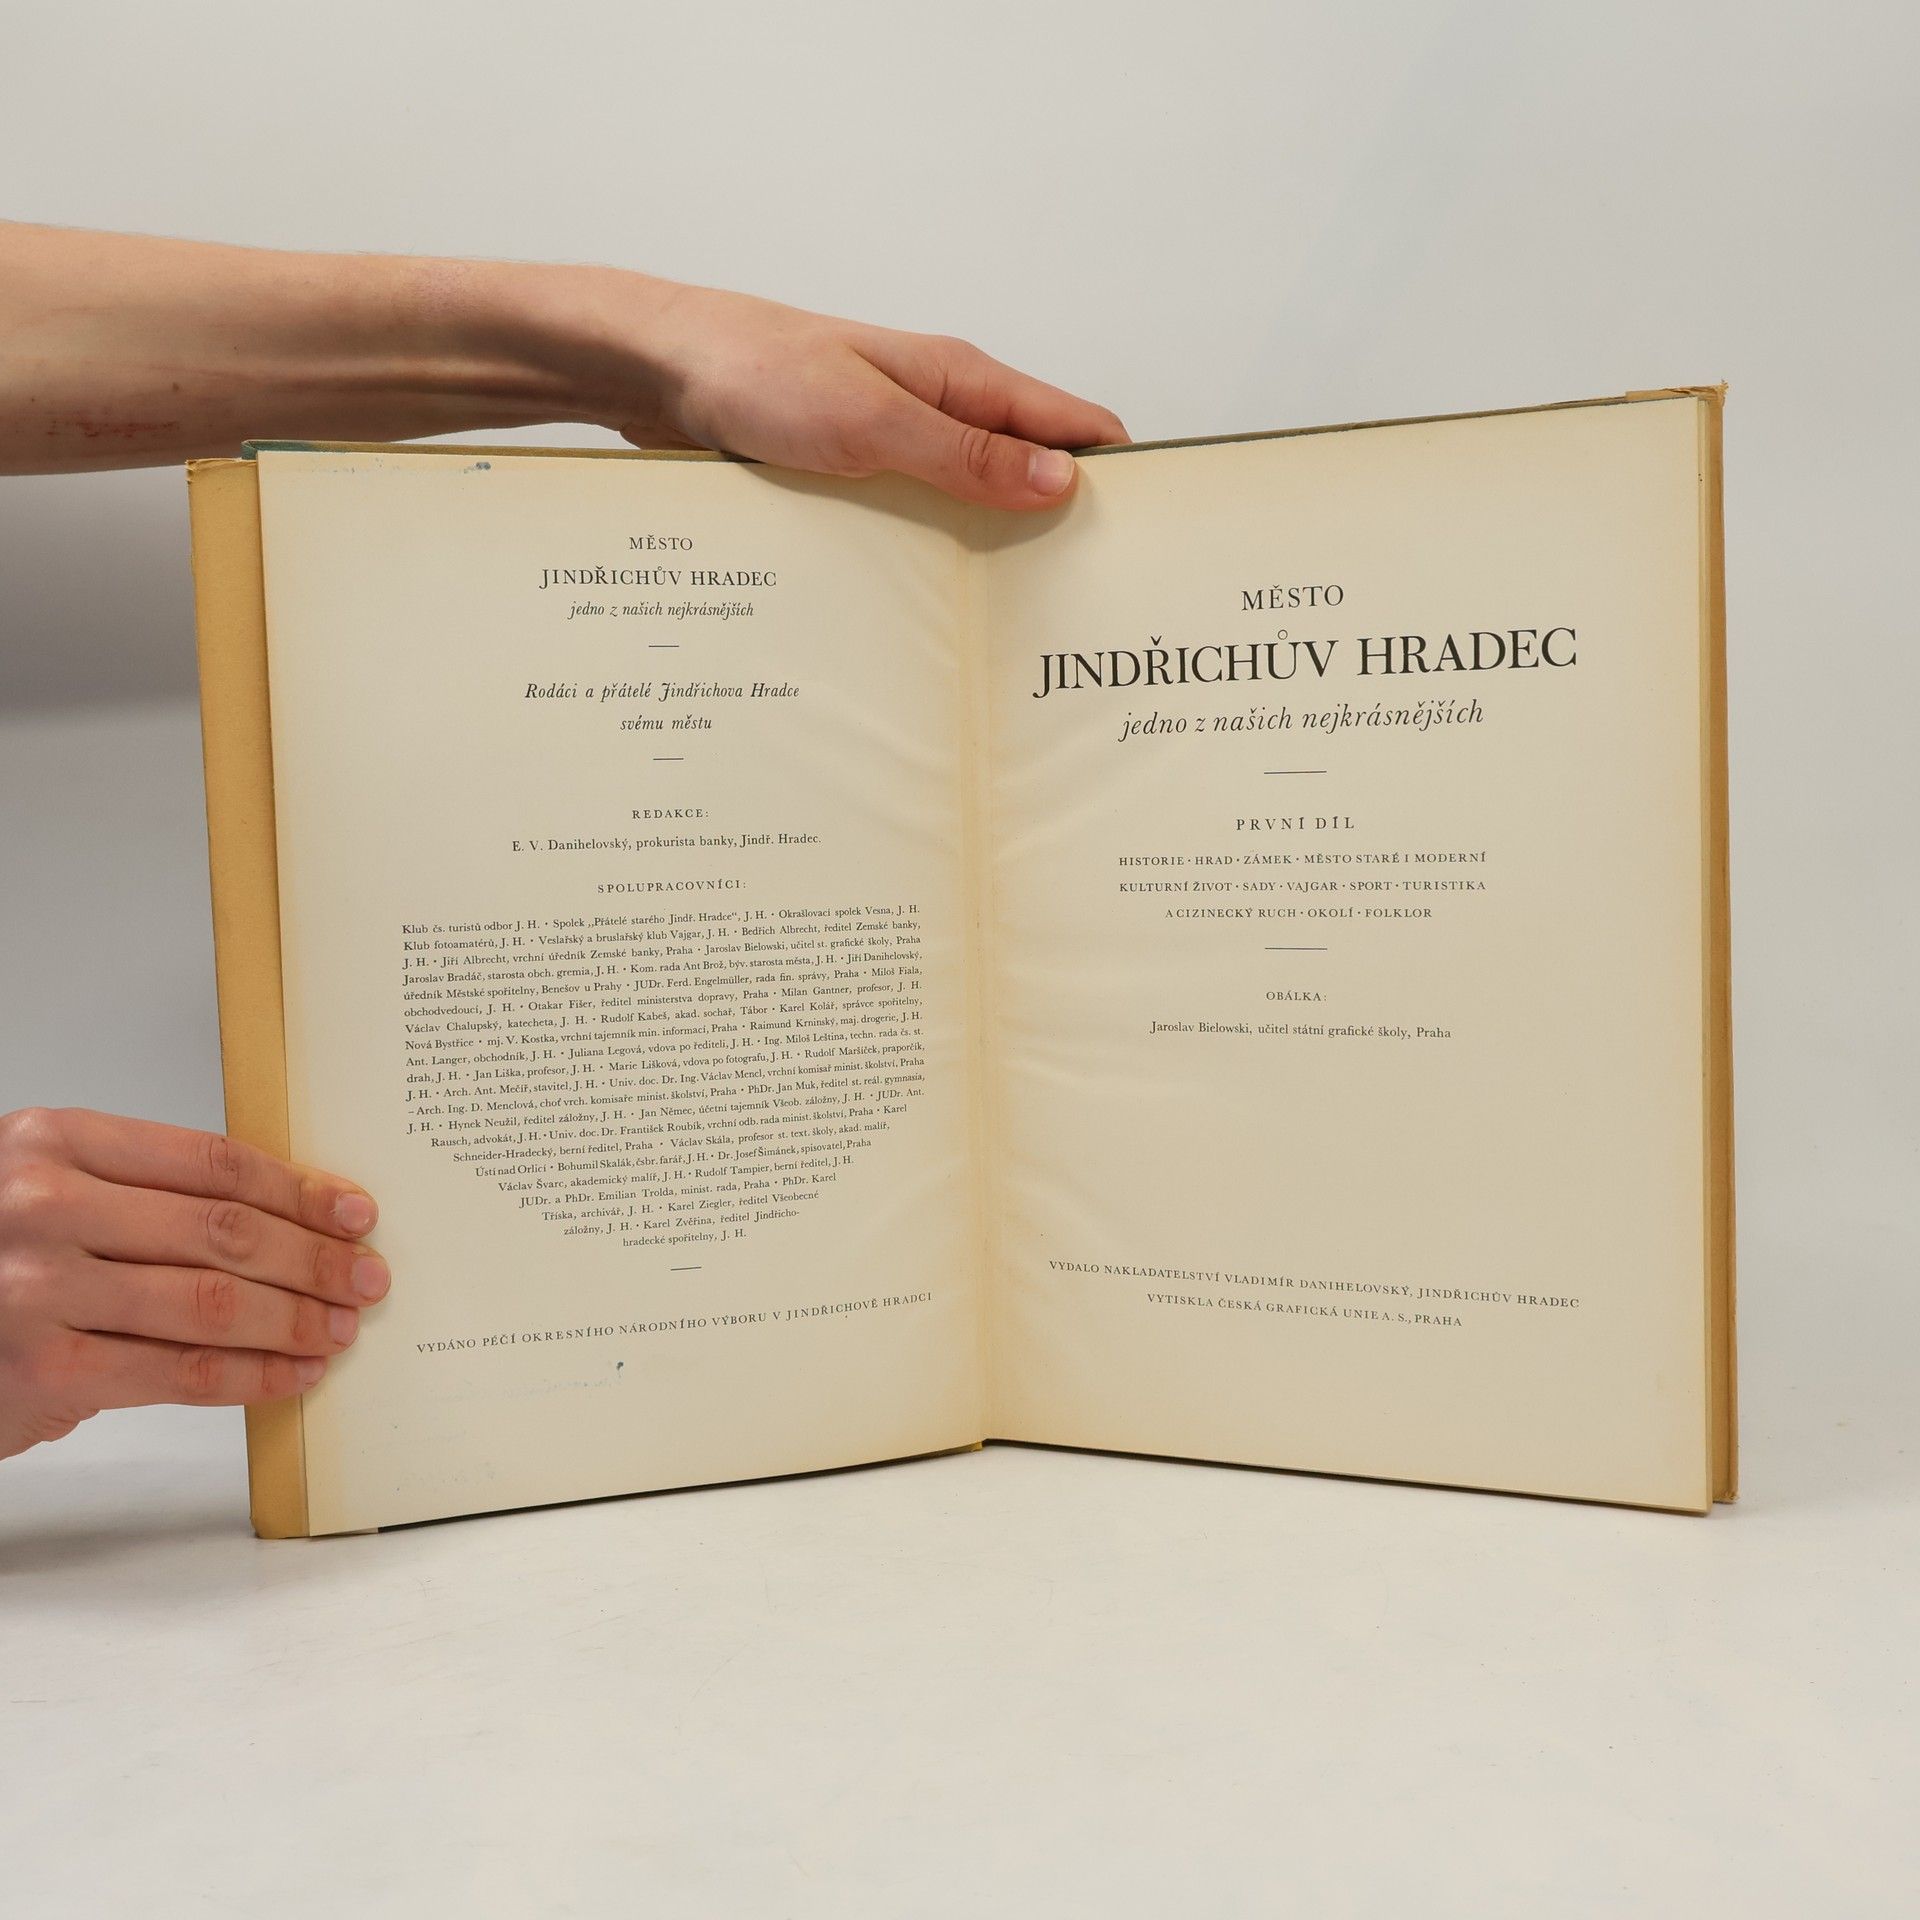 MĚSTO
JINDŘICHŮV HRADEC
jedno z našich nejkrásnějších
Rodáci a přátelé Jindřichova Hradce
svému městu
REDAKCE:
E. V. Danihelovský, prokurista banky, Jindř. Hradec.
SPOLUPRACOVNÍCI:
Klub čs. turistů odbor J. H. • Spolek „Přátelé starého Jindř. Hradce“, J. H. • Okrašlovací spolek Vesna, J. H.
Klub fotoamatérů, J. H. • Veslařský a bruslařský klub Vajgar, J. H. • Bedřich Albrecht, ředitel Zemské banky,
J. H. • Jiří Albrecht, vrchní úředník Zemské banky, Praha • Jaroslav Bielowski, učitel st. grafické školy, Praha
Jaroslav Bradáč, starosta obch. gremia, J. H. • Kom. rada Ant Brož, býv. starosta města, J. H. • Jiří Danihelovský,
úředník Městské spořitelny, Benešov u Prahy • JUDr. Ferd. Engelmüller, rada fin. správy, Praha • Miloš Fiala,
obchodvedoucí, J. H. • Otakar Fišer, ředitel ministerstva dopravy, Praha • Milan Gantner, profesor, J. H.
Václav Chalupský, katecheta, J. H. • Rudolf Kabeš, akad. sochař, Tábor • Karel Kolář, správce spořitelny,
Nová Bystřice • mj. V. Kostka, vrchní tajemník min. informací, Praha • Raimund Krninský, maj. drogerie, J. H.
Ant. Langer, obchodník, J. H. • Juliana Legová, vdova po řediteli, J. H. • Ing. Miloš Leština, techn. rada čs. st.
drah, J. H. • Jan Liška, profesor, J. H. • Marie Lišková, vdova po fotografu, J. H. • Rudolf Maršíček, praporčík,
J. H. • Arch. Ant. Mečíř, stavitel, J. H. • Univ. doc. Dr. Ing. Václav Mencl, vrchní komisař minist. školství, Praha
– Arch. Ing. D. Menclová, choť vrch. komisaře minist. školství, Praha • PhDr. Jan Muk, ředitel st. reál. gymnasia,
J. H. • Hynek Neužil, ředitel záložny, J. H. • Jan Němec, účetní tajemník Všeob. záložny, J. H. • JUDr. Ant.
Rausch, advokát, J. H. • Univ. doc. Dr. František Roubík, vrchní odb. rada minist. školství, Praha • Karel
Schneider-Hradecký, berní ředitel, Praha • Václav Skála, profesor st. text. školy, akad. malíř,
Ústí nad Orlicí • Bohumil Skalák, čsbr. farář, J. H. • Dr. Josef Šimánek, spisovatel, Praha
Václav Švarc, akademický malíř, J. H. • Rudolf Tampier, berní ředitel, J. H.
JUDr. a PhDr. Emilian Trolda, minist. rada, Praha • PhDr. Karel
Tříska, archivář, J. H. • Karel Ziegler, ředitel Všeobecné
záložny, J. H. • Karel Zvěřina, ředitel Jindřicho-
hradecké spořitelny, J. H.
VYDÁNO PÉČÍ OKRESNÍHO NÁRODNÍHO VÝBORU V JINDŘICHOVĚ HRADCI
MĚSTO
JINDŘICHŮV HRADEC
jedno z našich nejkrásnějších
PRVNÍ DÍL
HISTORIE • HRAD • ZÁMEK • MĚSTO STARÉ I MODERNÍ
KULTURNÍ ŽIVOT • SADY • VAJGAR • SPORT • TURISTIKA
A CIZINECKÝ RUCH • OKOLÍ • FOLKLOR
OBÁLKA:
Jaroslav Bielowski, učitel státní grafické školy, Praha
VYDALO NAKLADATELSTVÍ VLADIMÍR DANIHELOVSKÝ, JINDŘICHŮV HRADEC
VYTISKLA ČESKÁ GRAFICKÁ UNIE A. S., PRAHA